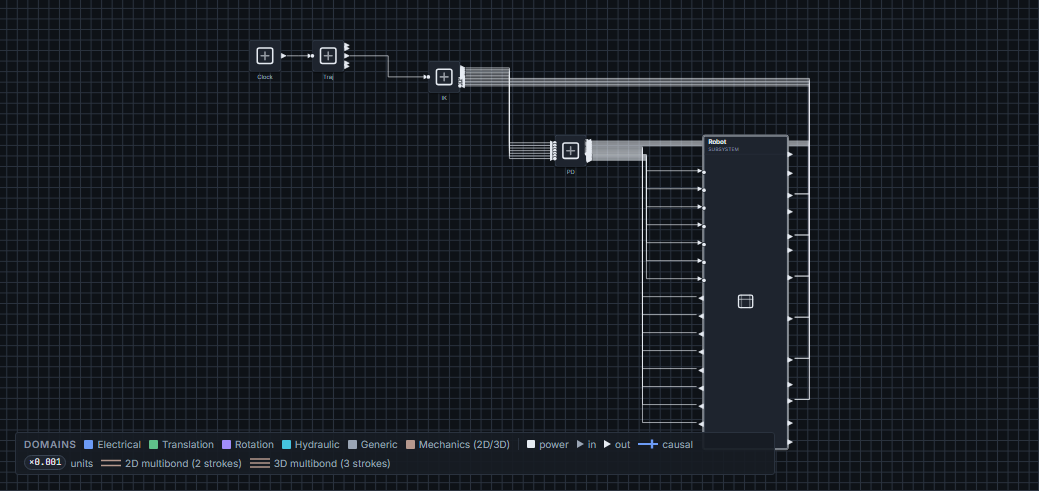 Clock
Traj
IK
PD
Robot
SUBSYSTEM
DOMAINS Electrical Translation Rotation Hydraulic Generic Mechanics (2D/3D) power in out causal
×0.001 units 2D multibond (2 strokes) 3D multibond (3 strokes)